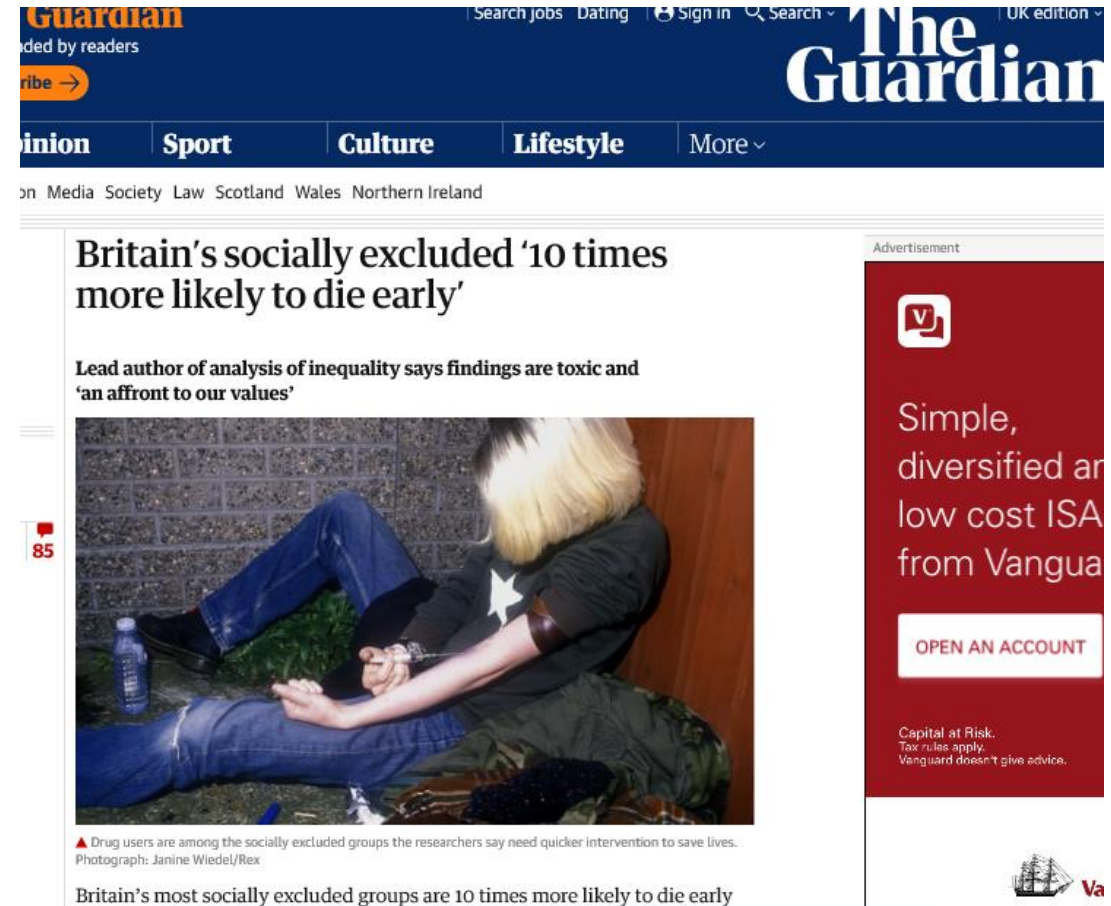 Guardian
ded by readers
ribe →
Search jobs Dating Sign in Search
UK edition
The
Guardian
inion Sport Culture Lifestyle More
on Media Society Law Scotland Wales Northern Ireland
Britain's socially excluded '10 times
more likely to die early'
Lead author of analysis of inequality says findings are toxic and
'an affront to our values'
85
▲ Drug users are among the socially excluded groups the researchers say need quicker intervention to save lives.
Photograph: Janine Wiedel/Rex
Britain's most socially excluded groups are 10 times more likely to die early
Advertisement
V
Simple,
diversified an
low cost ISA
from Vangua
OPEN AN ACCOUNT
Capital at Risk.
Tax rules apply.
Vanguard doesn't give advice.
Va